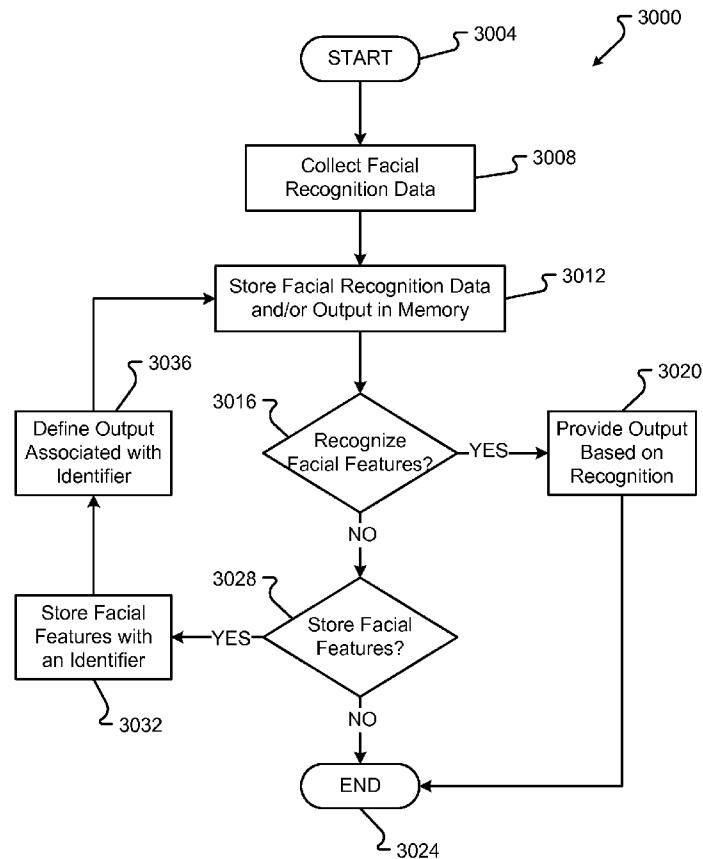 3000
START
3004
Collect Facial
Recognition Data
3008
Store Facial Recognition Data
and/or Output in Memory
3012
3036
Define Output
Associated with
Identifier
3016
Recognize
Facial Features?
YES
3020
Provide Output
Based on
Recognition
NO
3028
Store Facial
Features?
YES
Store Facial
Features with
an Identifier
3032
NO
END
3024